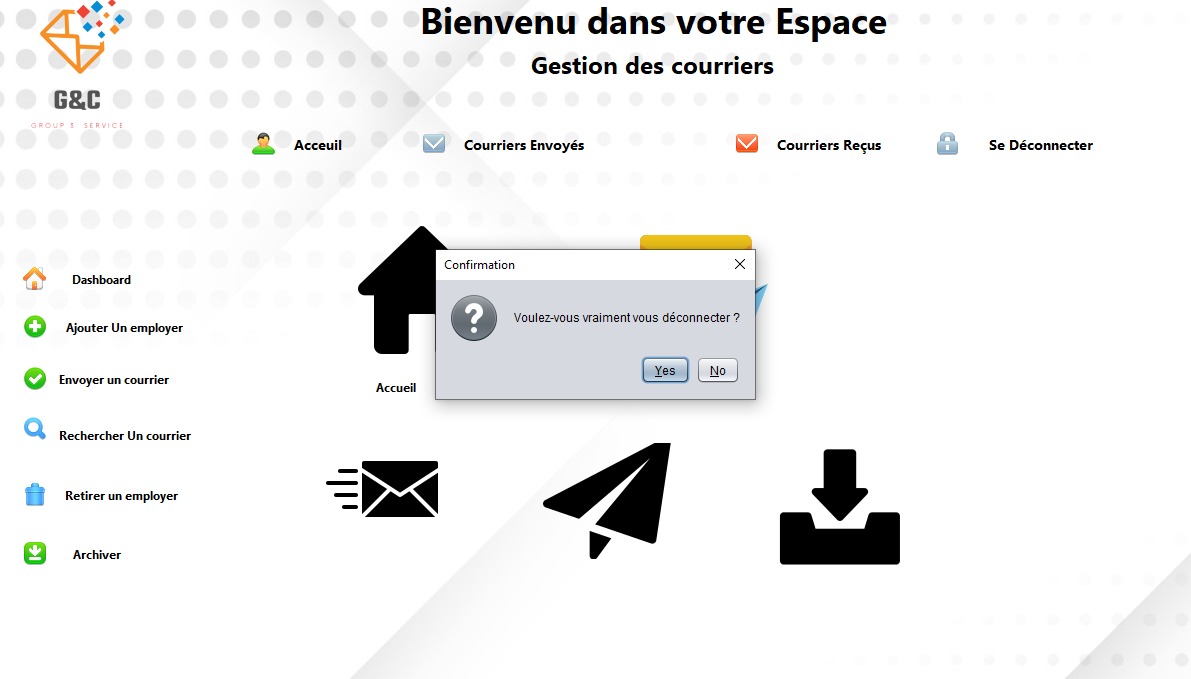 Bienvenu dans votre Espace
Gestion des courriers
G&C
GROUP 3 SERVICE
Acceuil
Courriers Envoyés
Courriers Reçus
Se Déconnecter
Dashboard
Ajouter Un employer
Envoyer un courrier
Rechercher Un courrier
Retirer un employer
Archiver
Confirmation
Voulez-vous vraiment vous déconnecter ?
Yes
No
Accueil